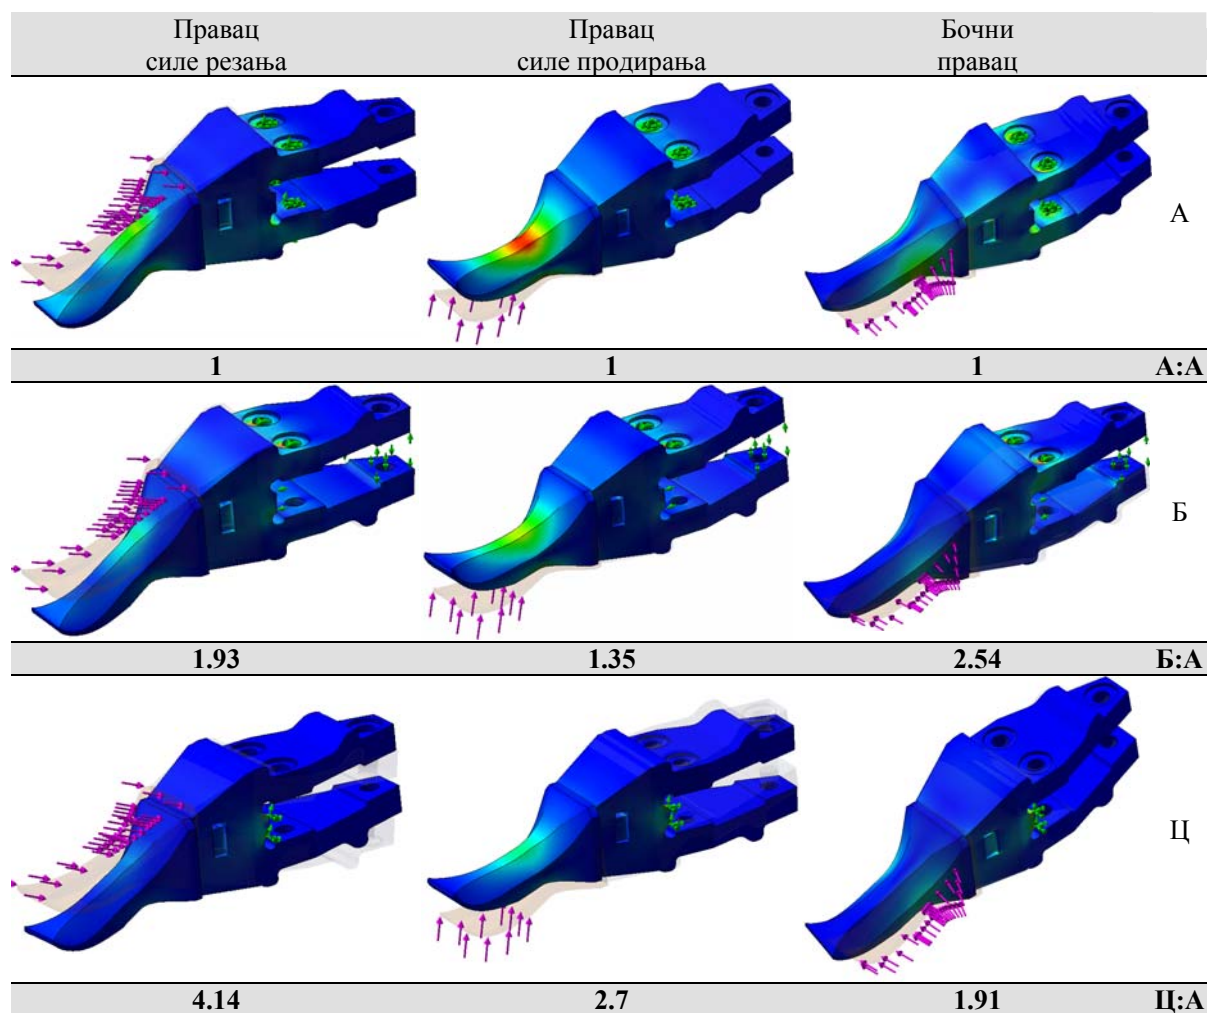 Правац Правац Бочни
силе резања силе продирања правац
А
1 1 1 А:А
Б
1.93 1.35 2.54 Б:А
Ц
4.14 2.7 1.91 Ц:А